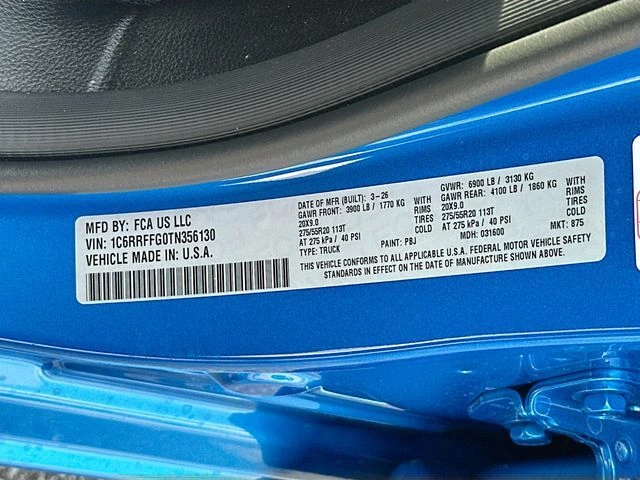 MFD BY: FCA US LLC
VIN: 1C6RRFFG0TN356130
VEHICLE MADE IN: U.S.A.
DATE OF MFR (BUILT): 3-26
GAWR FRONT: 3900 LB / 1770 KG
WITH
20X9.0
RIMS
275/55R20 113T
TIRES
AT 275 kPa / 40 PSI
COLD
TYPE: TRUCK
PAINT: PBJ
GVWR: 6900 LB / 3130 KG
GAWR REAR: 4100 LB / 1860 KG
WITH
20X9.0
RIMS
275/55R20 113T
TIRES
AT 275 kPa / 40 PSI
COLD
MDH: 031600
MKT: 875
THIS VEHICLE CONFORMS TO ALL APPLICABLE U.S.A. FEDERAL MOTOR VEHICLE SAFETY
STANDARDS IN EFFECT ON THE DATE OF MANUFACTURE SHOWN ABOVE.